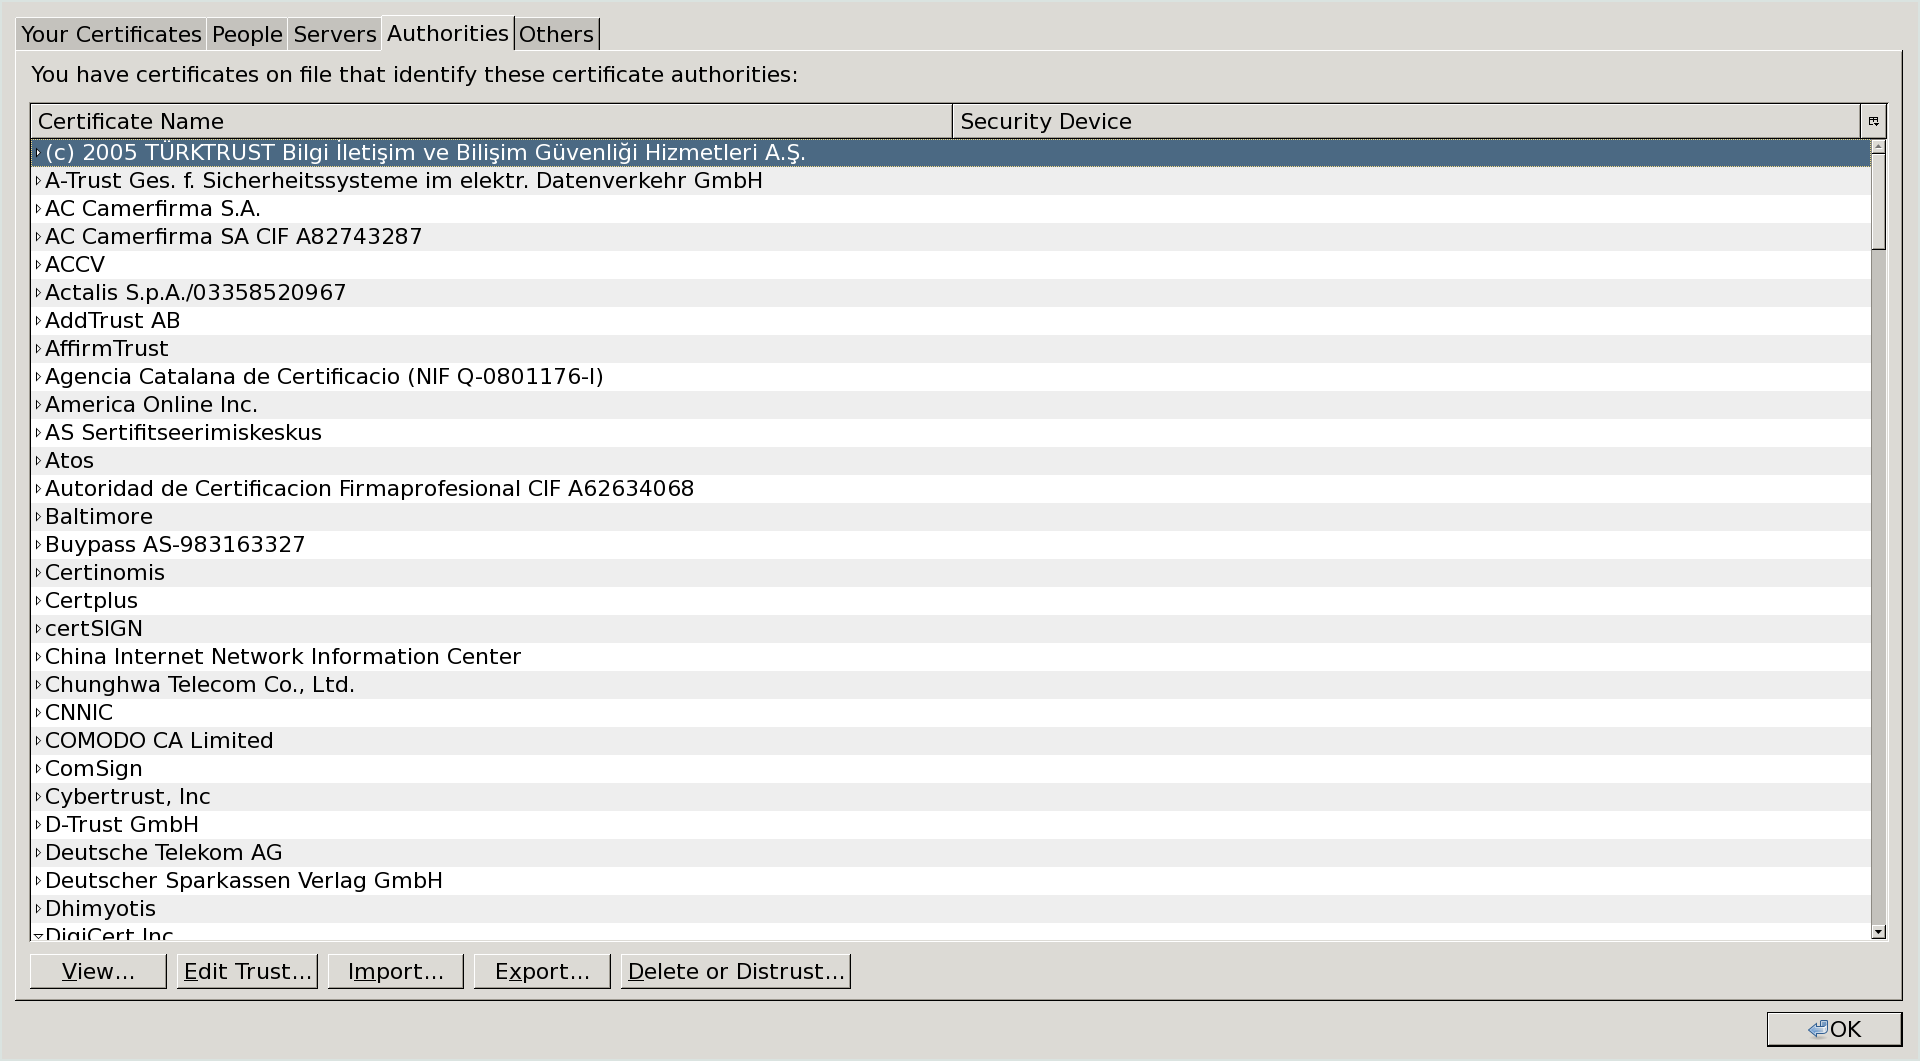 Your Certificates People Servers Authorities Others
You have certificates on file that identify these certificate authorities:
Certificate Name Security Device
(c) 2005 TÜRKTRUST Bilgi İletişim ve Bilişim Güvenliği Hizmetleri A.Ş.
A-Trust Ges. f. Sicherheitssysteme im elektr. Datenverkehr GmbH
AC Camerfirma S.A.
AC Camerfirma SA CIF A82743287
ACCV
Actalis S.p.A./03358520967
AddTrust AB
AffirmTrust
Agencia Catalana de Certificacio (NIF Q-0801176-I)
America Online Inc.
AS Sertifitseerimiskeskus
Atos
Autoridad de Certificacion Firmaprofesional CIF A62634068
Baltimore
Buypass AS-983163327
Certinomis
Certplus
certSIGN
China Internet Network Information Center
Chunghwa Telecom Co., Ltd.
CNNIC
COMODO CA Limited
ComSign
Cybertrust, Inc
D-Trust GmbH
Deutsche Telekom AG
Deutscher Sparkassen Verlag GmbH
Dhimyotis
DigiCert Inc
View... Edit Trust... Import... Export... Delete or Distrust...
OK